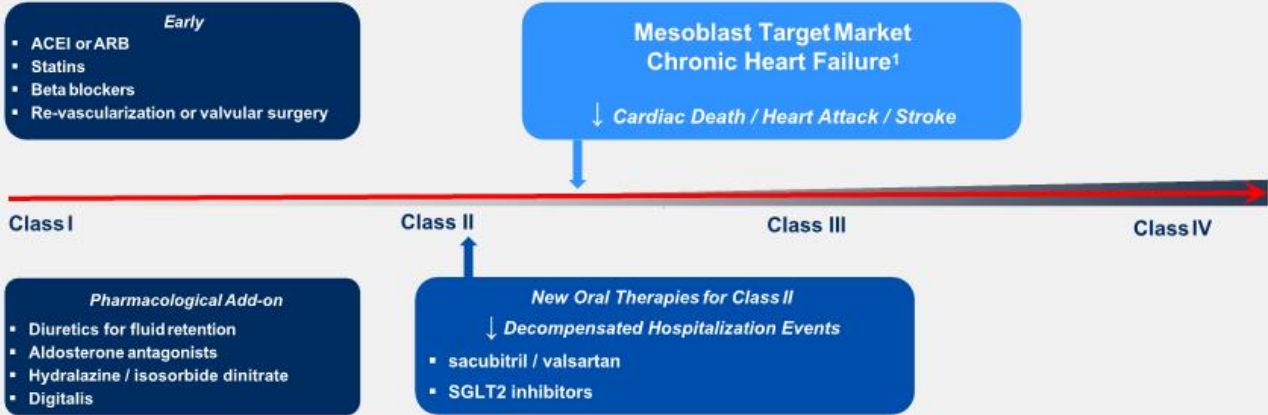 Early
▪ ACEI or ARB
▪ Statins
▪ Beta blockers
▪ Re-vascularization or valvular surgery
Mesoblast Target Market
Chronic Heart Failure¹
↓ Cardiac Death / Heart Attack / Stroke
Class I
Class II
Class III
Class IV
Pharmacological Add-on
▪ Diuretics for fluid retention
▪ Aldosterone antagonists
▪ Hydralazine / isosorbide dinitrate
▪ Digitalis
New Oral Therapies for Class II
↓ Decompensated Hospitalization Events
▪ sacubitril / valsartan
▪ SGLT2 inhibitors